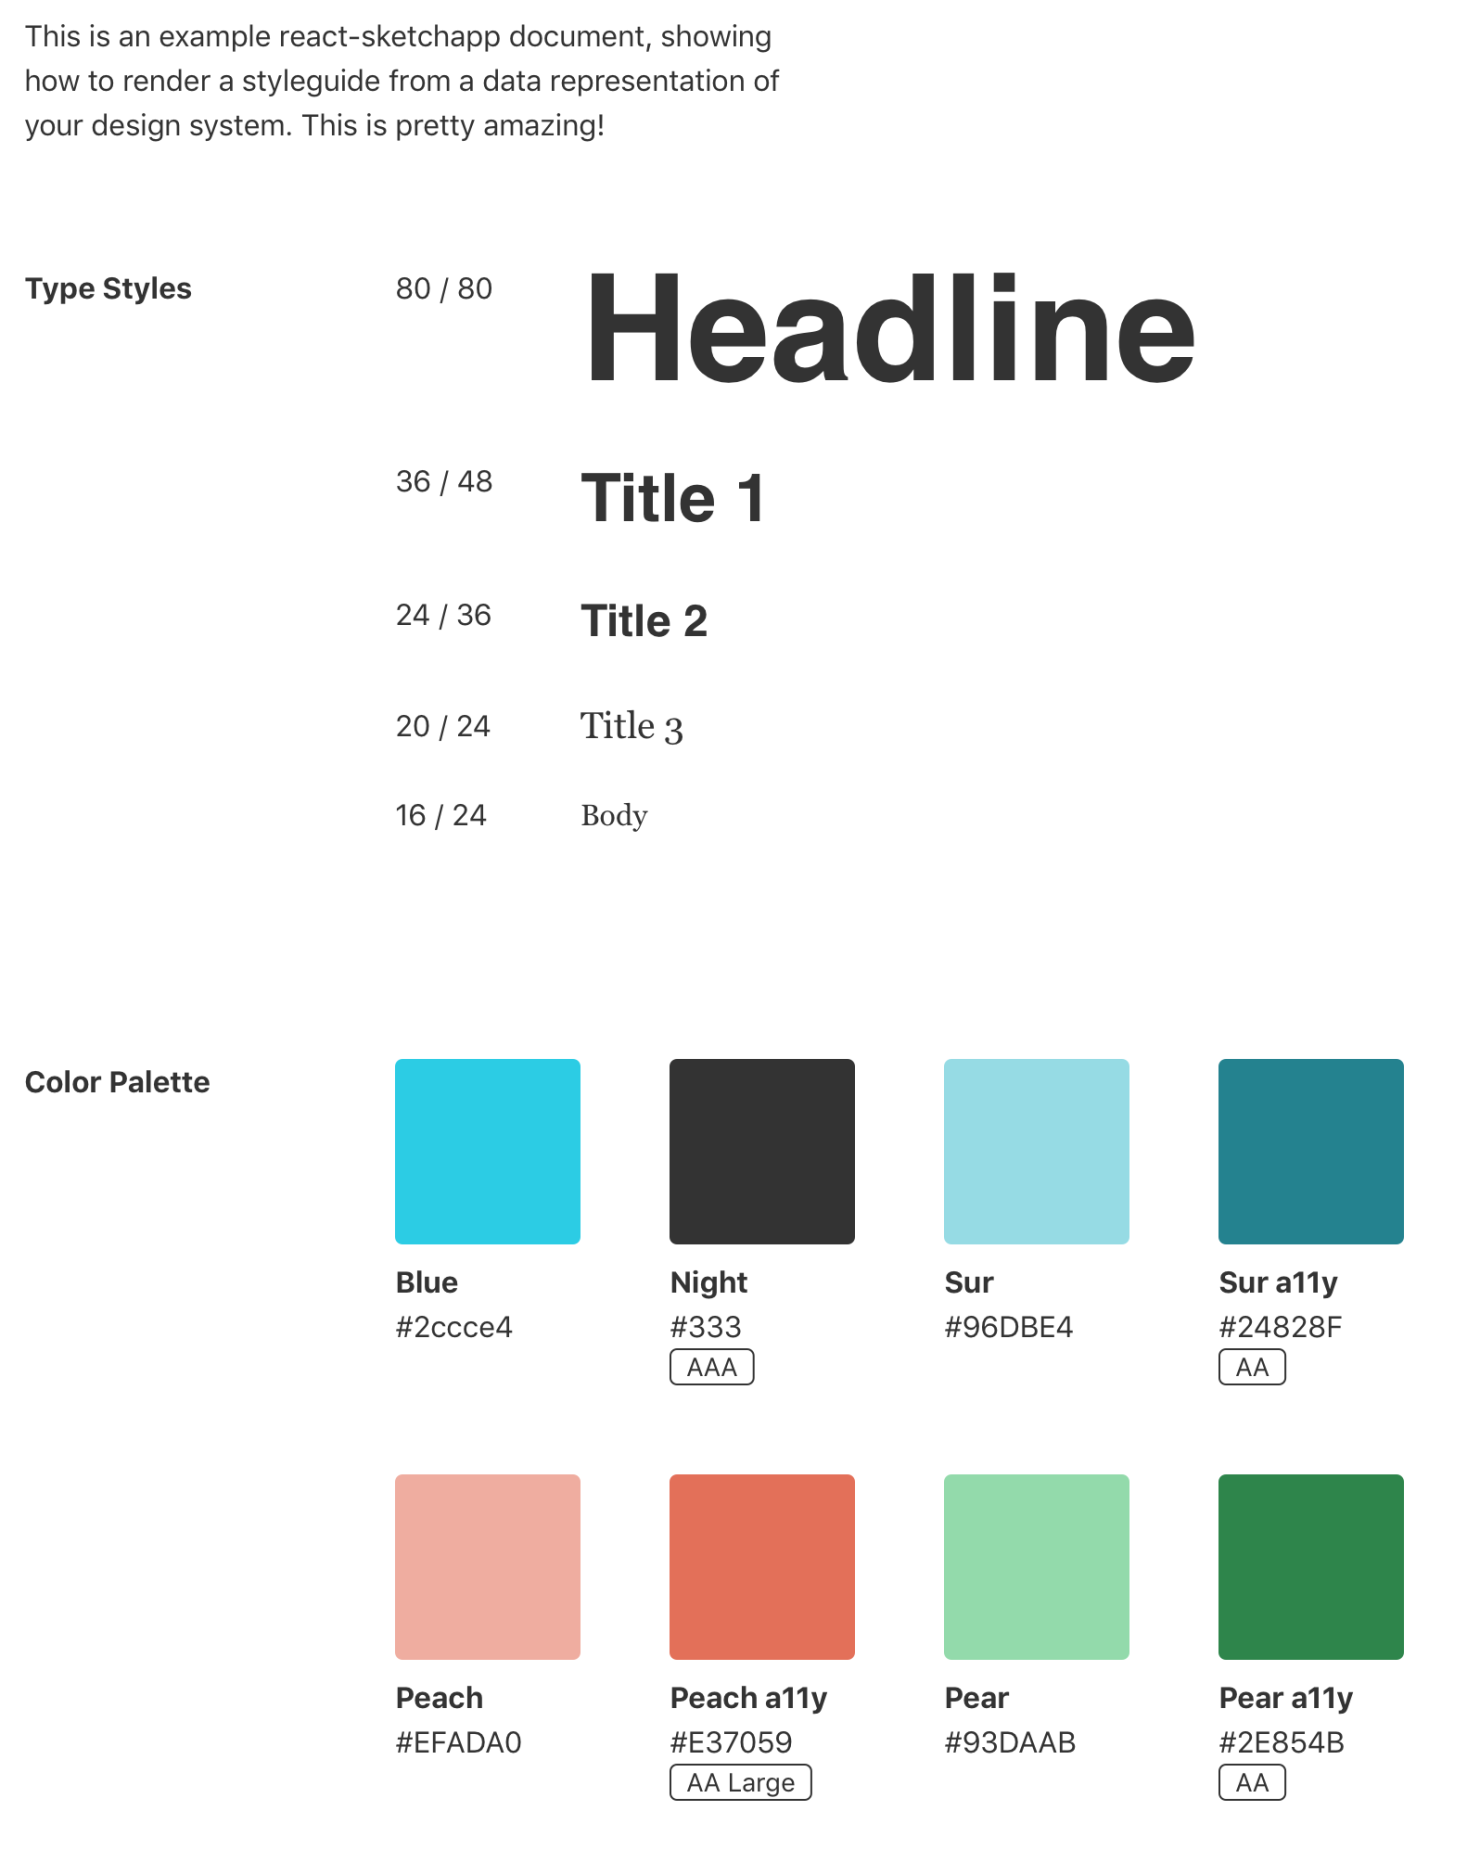 This is an example react-sketchapp document, showing
how to render a styleguide from a data representation of
your design system. This is pretty amazing!
Type Styles
80 / 80
Headline
36 / 48
Title 1
24 / 36
Title 2
20 / 24
Title 3
16 / 24
Body
Color Palette
Blue
#2ccce4
Night
#333
AAA
Sur
#96DBE4
Sur a11y
#24828F
AA
Peach
#EFADA0
Peach a11y
#E37059
AA Large
Pear
#93DAAB
Pear a11y
#2E854B
AA